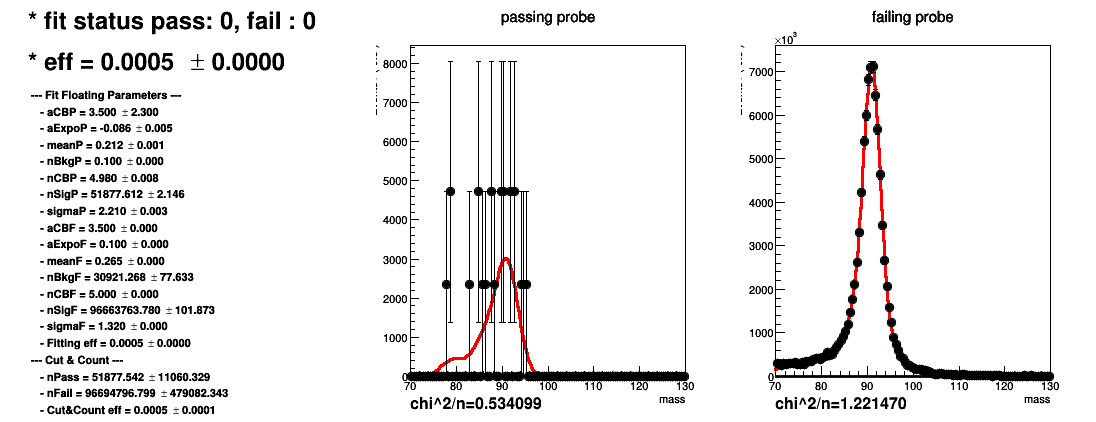 * fit status pass: 0, fail : 0
* eff = 0.0005 ± 0.0000
--- Fit Floating Parameters ---
- aCBP = 3.500 ± 2.300
- aExpoP = -0.086 ± 0.005
- meanP = 0.212 ± 0.001
- nBkgP = 0.100 ± 0.000
- nCBP = 4.980 ± 0.008
- nSigP = 51877.612 ± 2.146
- sigmaP = 2.210 ± 0.003
- aCBF = 3.500 ± 0.000
- aExpoF = 0.100 ± 0.000
- meanF = 0.265 ± 0.000
- nBkgF = 30921.268 ± 77.633
- nCBF = 5.000 ± 0.000
- nSigF = 96663763.780 ± 101.873
- sigmaF = 1.320 ± 0.000
- Fitting eff = 0.0005 ± 0.0000
--- Cut & Count ---
- nPass = 51877.542 ± 11060.329
- nFail = 96694796.799 ± 479082.343
- Cut&Count eff = 0.0005 ± 0.0001
passing probe
8000
7000
6000
5000
4000
3000
2000
1000
0
70 80 90 100 110 120 130
mass
chi^2/n=0.534099
failing probe
×10³
7000
6000
5000
4000
3000
2000
1000
0
70 80 90 100 110 120 130
mass
chi^2/n=1.221470